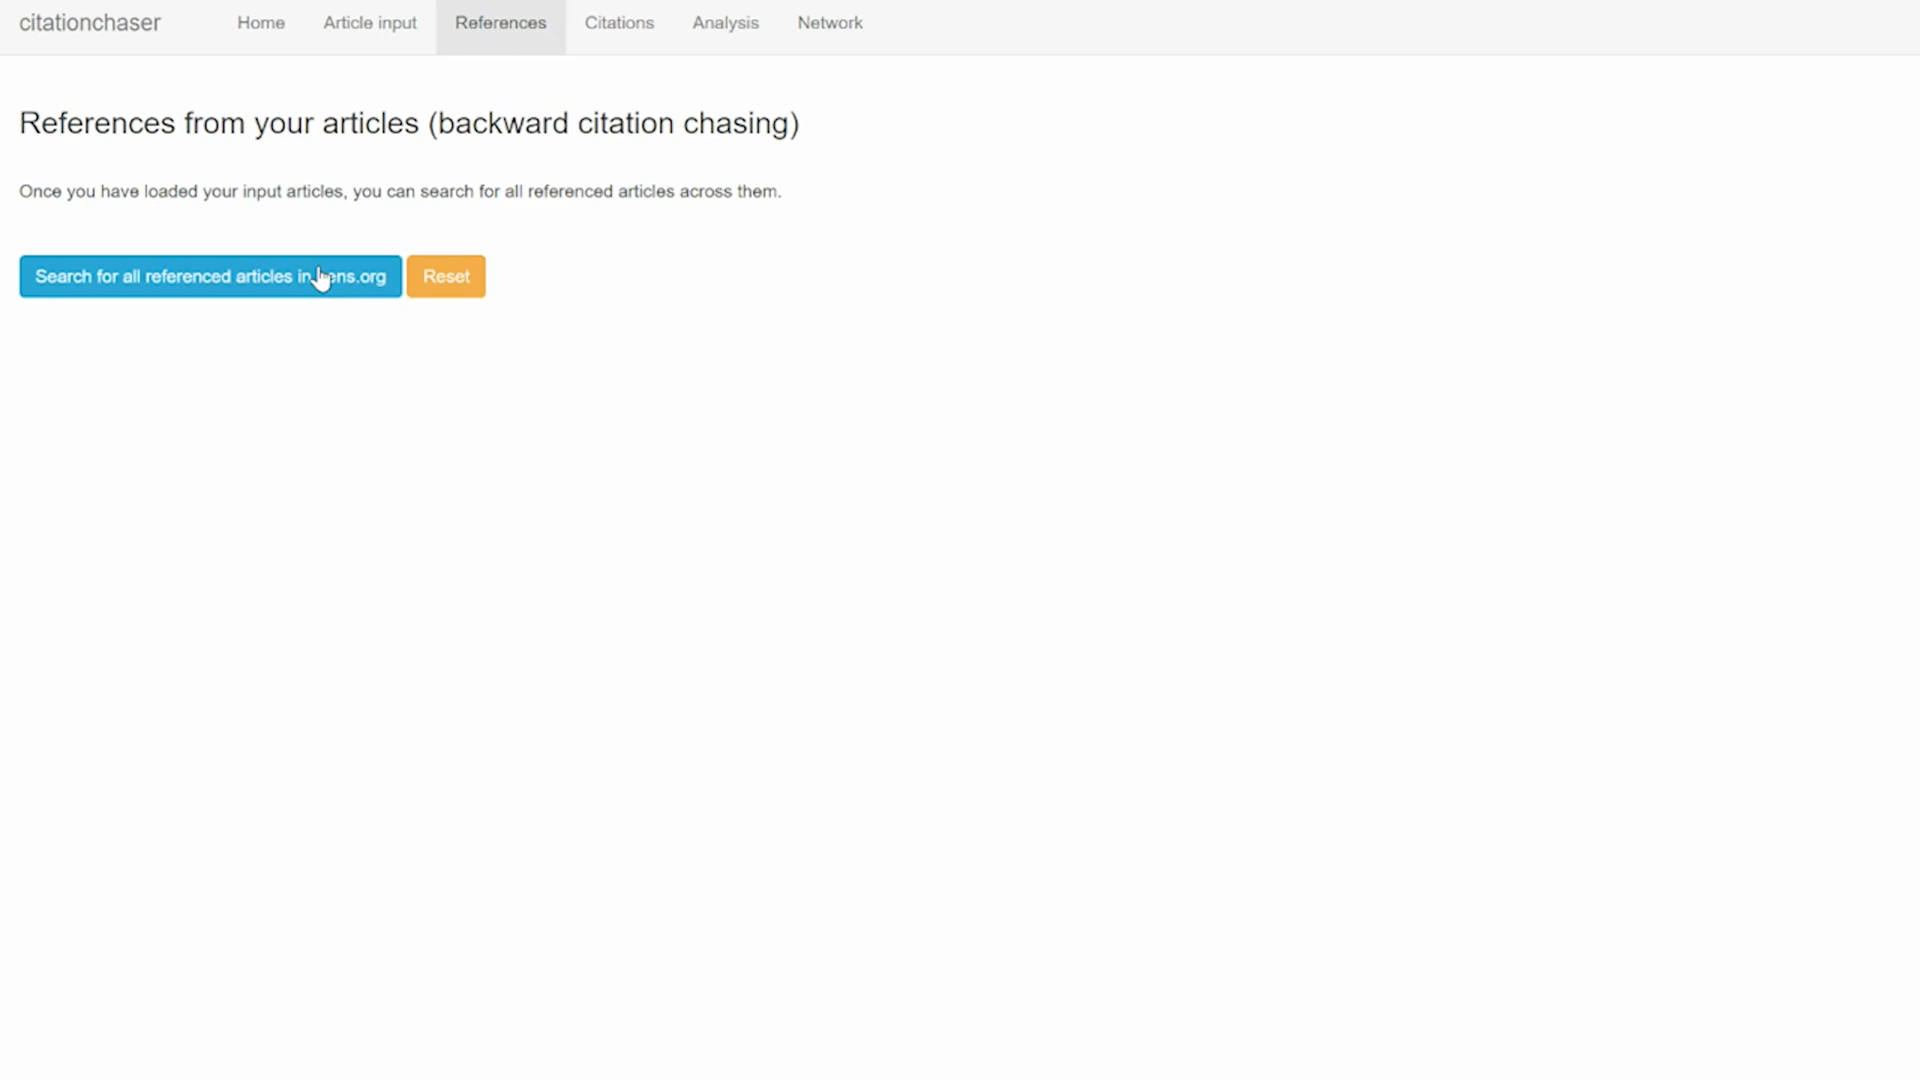 citationchaser Home Article input References Citations Analysis Network
References from your articles (backward citation chasing)
Once you have loaded your input articles, you can search for all referenced articles across them.
Search for all referenced articles in lens.org Reset